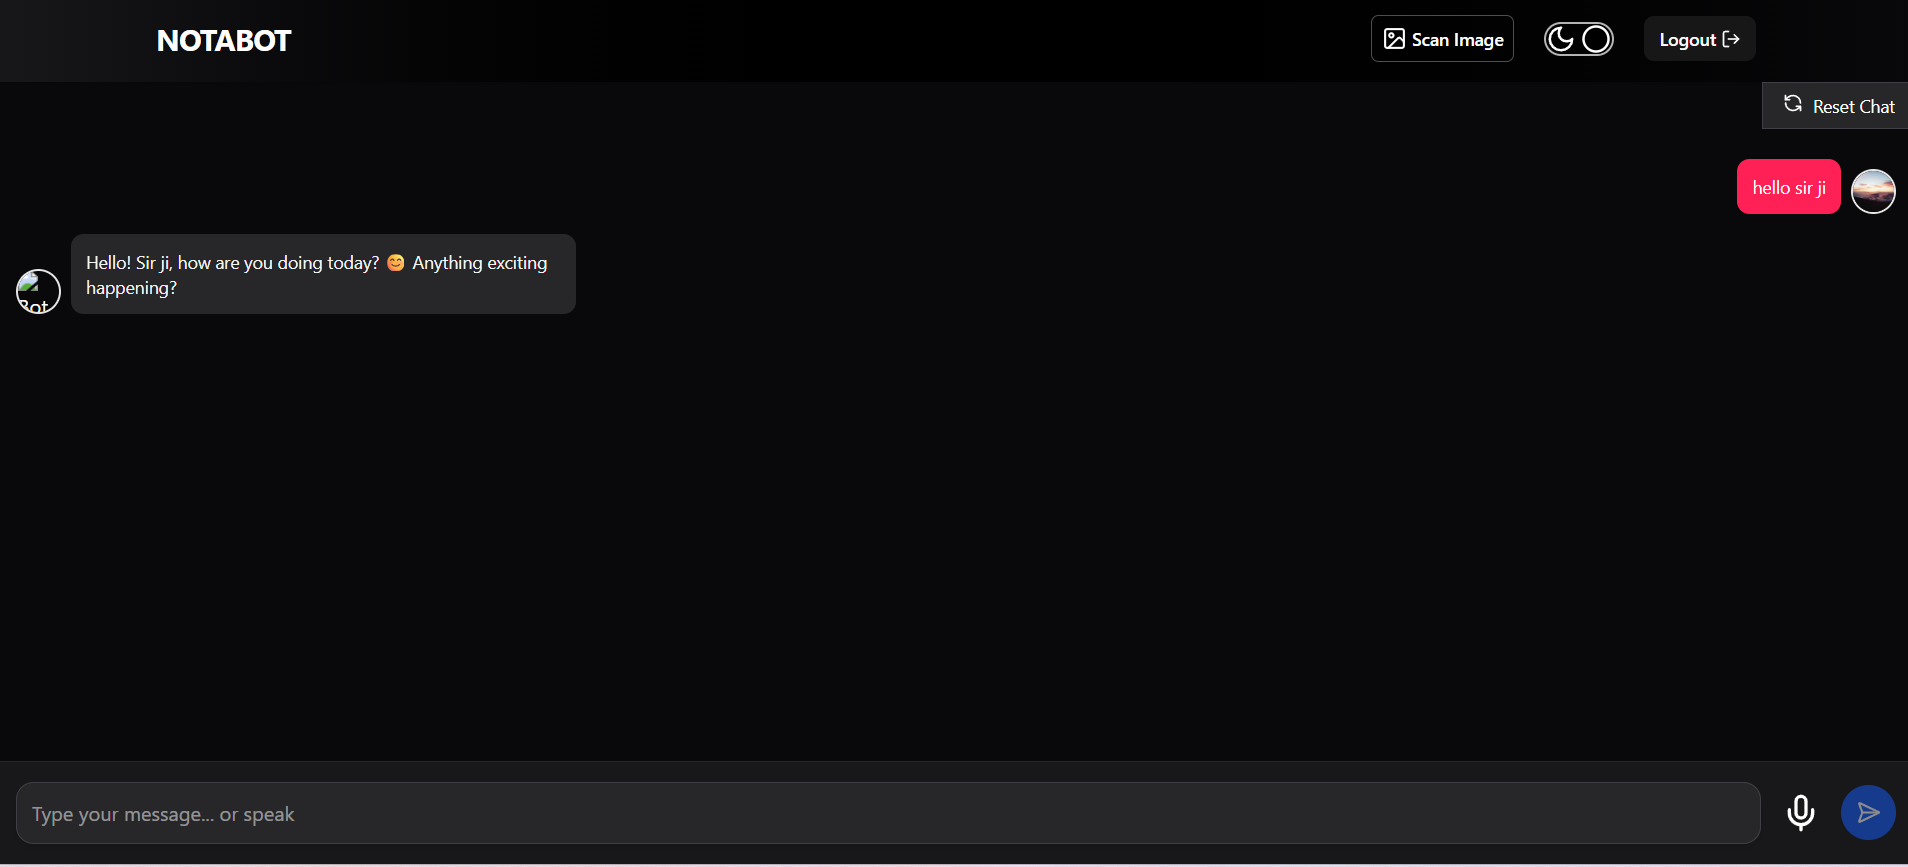 NOTABOT
Scan Image
Logout
Reset Chat
hello sir ji
Hello! Sir ji, how are you doing today? 😊 Anything exciting
happening?
Bot
Type your message... or speak